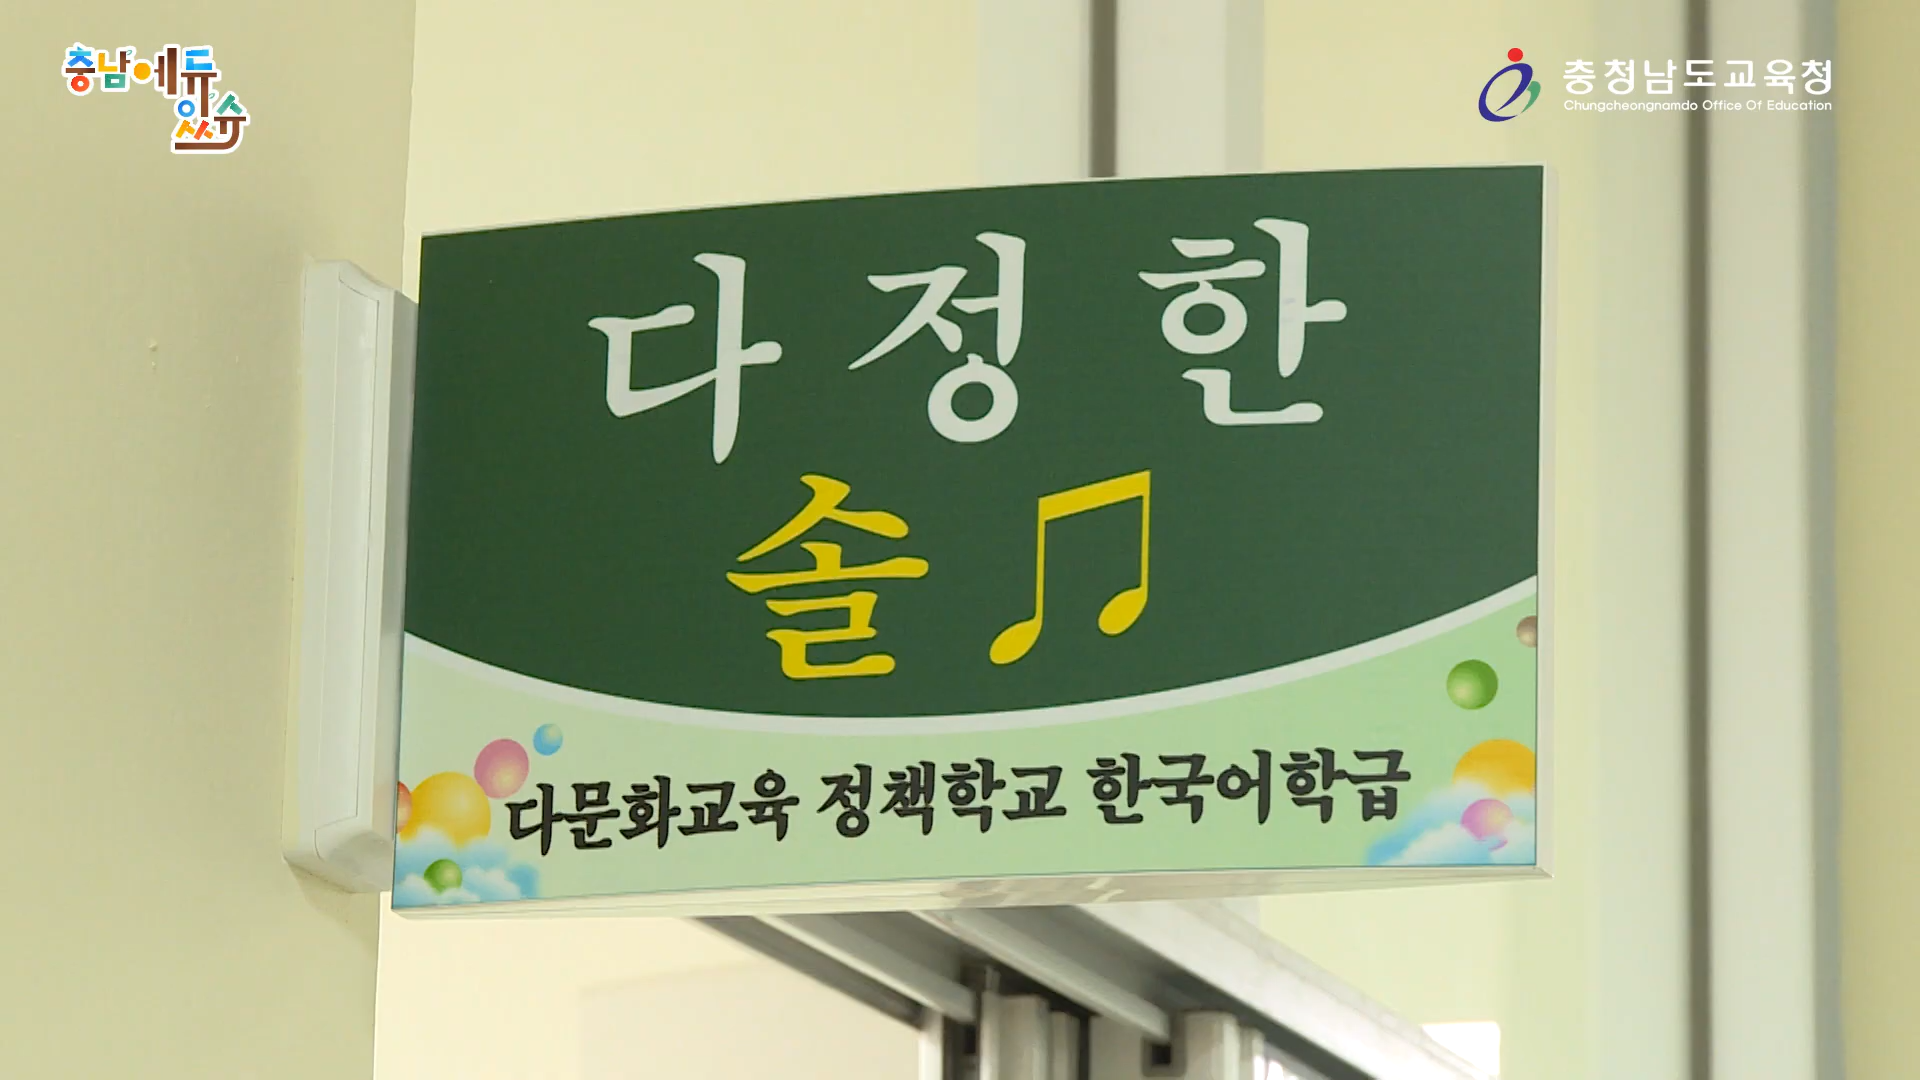 충남에듀
이슈
충청남도교육청
Chungcheongnamdo Office Of Education
다정한
솔
다문화교육 정책학교 한국어학급